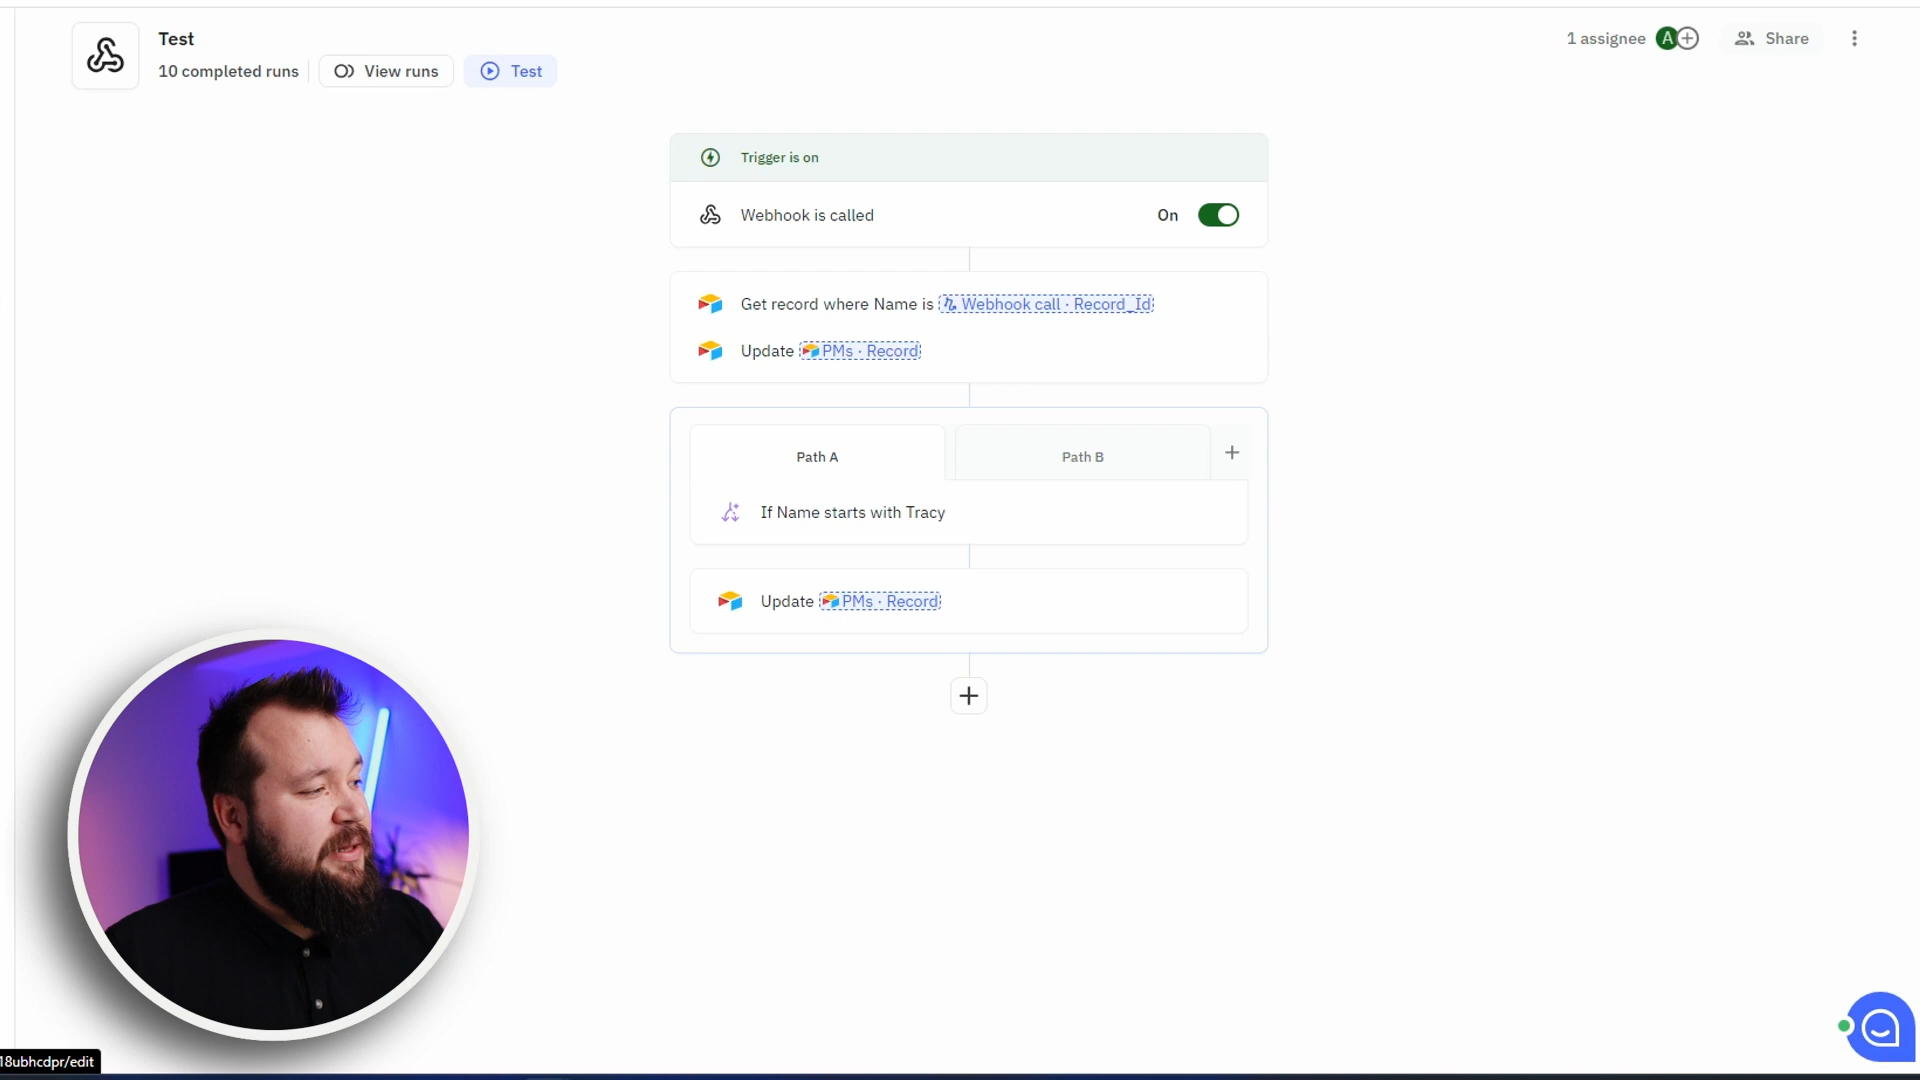 Test
10 completed runs
View runs
Test
1 assignee
A
Share
Trigger is on
Webhook is called
On
Get record where Name is Webhook call · Record_Id
Update PMs · Record
Path A
Path B
If Name starts with Tracy
Update PMs · Record
18ubhcdpr/edit